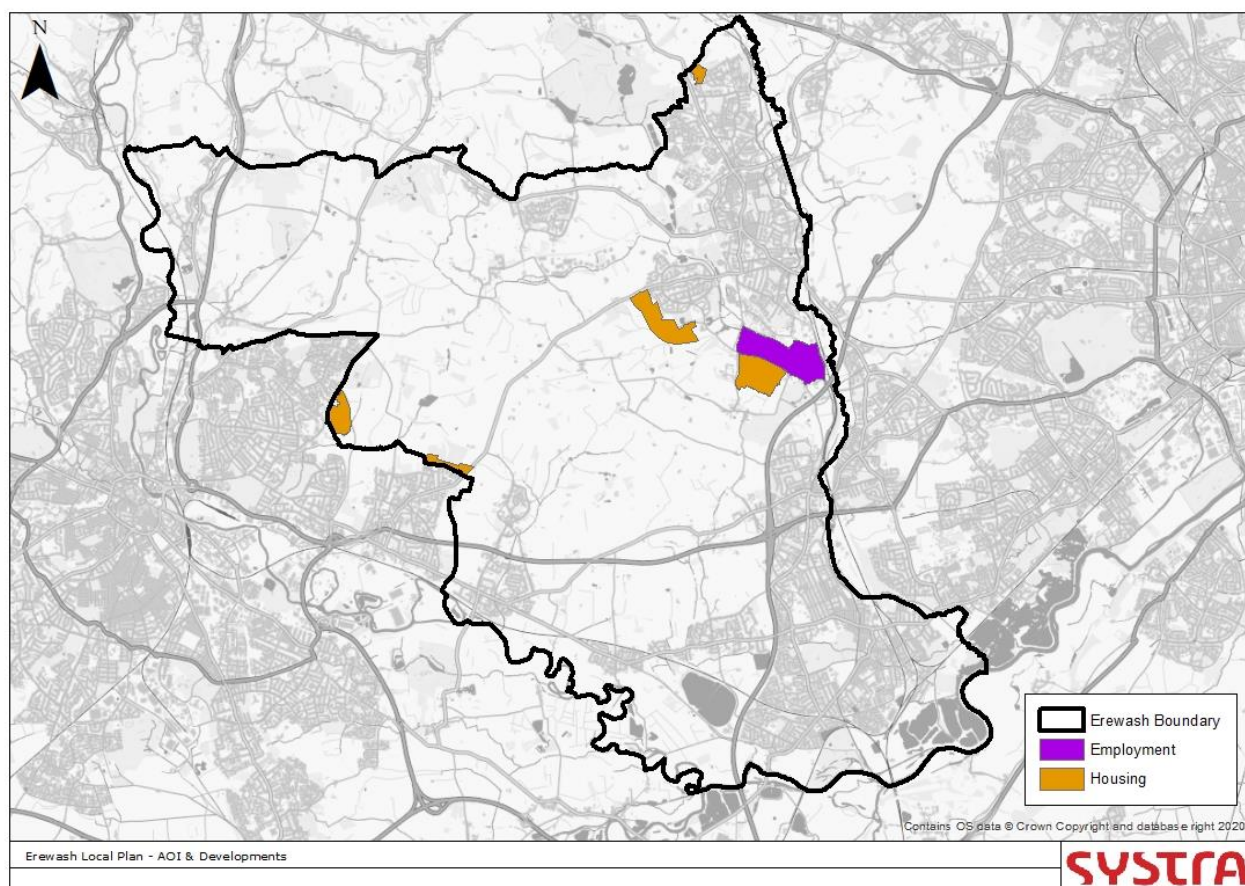 N
Erewash Boundary
Employment
Housing
Contains OS data © Crown Copyright and database right 2020
Erewash Local Plan - AOI & Developments
SYSTRA